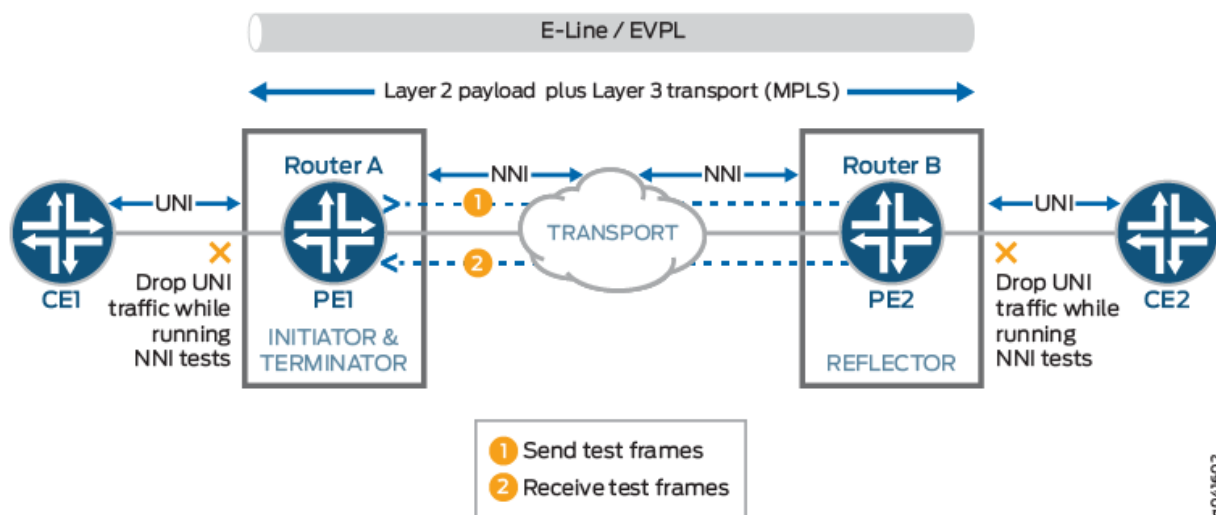 E-Line / EVPL
Layer 2 payload plus Layer 3 transport (MPLS)
Router A
NNI
NNI
Router B
UNI
1
UNI
TRANSPORT
2
CE1
PE1
PE2
CE2
Drop UNI
traffic while
running
NNI tests
INITIATOR &
TERMINATOR
REFLECTOR
Drop UNI
traffic while
running
NNI tests
1 Send test frames
2 Receive test frames